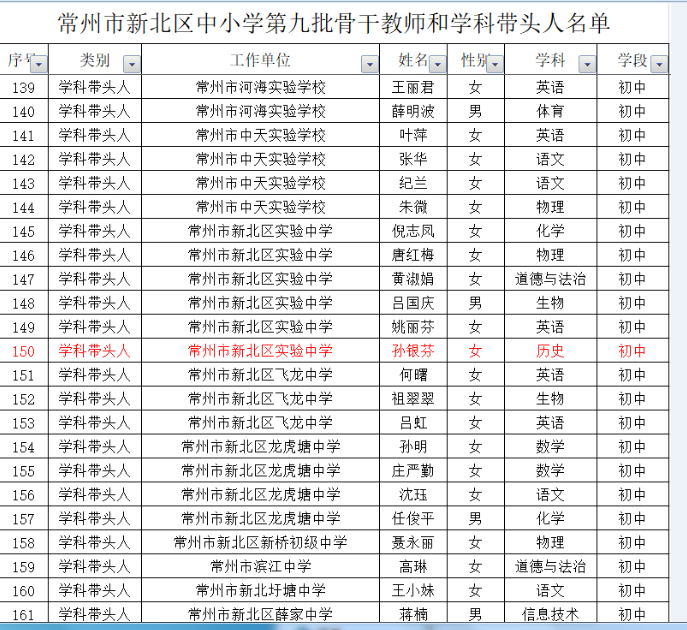 常州市新北区中小学第九批骨干教师和学科带头人名单
序号 类别 工作单位 姓名 性别 学科 学段
139 学科带头人 常州市河海实验学校 王丽君 女 英语 初中
140 学科带头人 常州市河海实验学校 薛明波 男 体育 初中
141 学科带头人 常州市中天实验学校 叶萍 女 英语 初中
142 学科带头人 常州市中天实验学校 张华 女 语文 初中
143 学科带头人 常州市中天实验学校 纪兰 女 语文 初中
144 学科带头人 常州市中天实验学校 朱微 女 物理 初中
145 学科带头人 常州市新北区实验中学 倪志凤 女 化学 初中
146 学科带头人 常州市新北区实验中学 唐红梅 女 物理 初中
147 学科带头人 常州市新北区实验中学 黄淑娟 女 道德与法治 初中
148 学科带头人 常州市新北区实验中学 吕国庆 男 生物 初中
149 学科带头人 常州市新北区实验中学 姚丽芬 女 英语 初中
150 学科带头人 常州市新北区实验中学 孙银芬 女 历史 初中
151 学科带头人 常州市新北区飞龙中学 何曙 女 英语 初中
152 学科带头人 常州市新北区飞龙中学 祖翠翠 女 生物 初中
153 学科带头人 常州市新北区飞龙中学 吕虹 女 英语 初中
154 学科带头人 常州市新北区龙虎塘中学 孙明 女 数学 初中
155 学科带头人 常州市新北区龙虎塘中学 庄严勤 女 数学 初中
156 学科带头人 常州市新北区龙虎塘中学 沈珏 女 语文 初中
157 学科带头人 常州市新北区龙虎塘中学 任俊平 男 化学 初中
158 学科带头人 常州市新北区新桥初级中学 聂永丽 女 物理 初中
159 学科带头人 常州市滨江中学 高琳 女 道德与法治 初中
160 学科带头人 常州市新北圩塘中学 王小妹 女 语文 初中
161 学科带头人 常州市新北区薛家中学 蒋楠 男 信息技术 初中